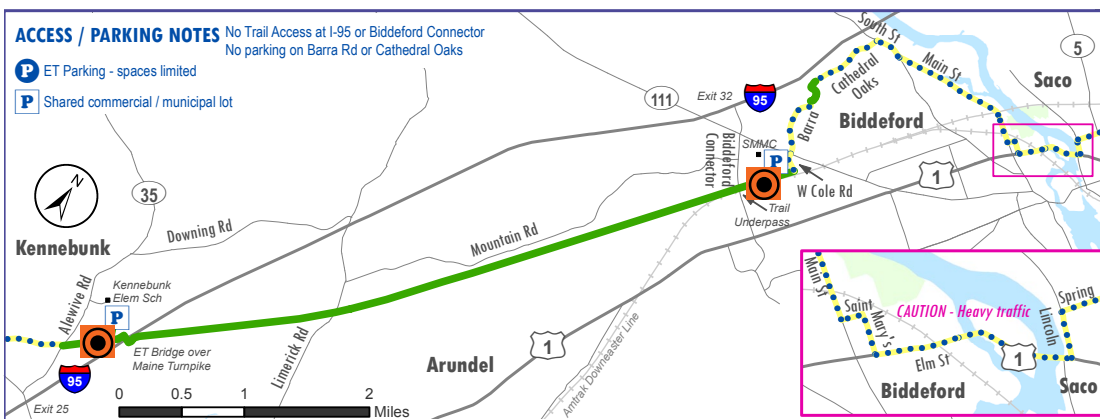 ACCESS / PARKING NOTES
No Trail Access at I-95 or Biddeford Connector
No parking on Barra Rd or Cathedral Oaks
P ET Parking - spaces limited
P Shared commercial / municipal lot
N
Kennebunk
35
Downing Rd
Alewive Rd
Kennebunk
Elem Sch
P
ET Bridge over
Maine Turnpike
95
Exit 25
0 0.5 1 2
Miles
Limerick Rd
Mountain Rd
Arundel
1
Amtrak Downeaster Line
111
Exit 32
95
Biddeford
Connector
SMMC
P
Trail
Underpass
W Cole Rd
Barra
Cathedral
Oaks
South St
Main St
Biddeford
1
5
Saco
Main St
Saint
Mary's
CAUTION - Heavy traffic
Elm St
1
Lincoln
Spring
Biddeford
Saco